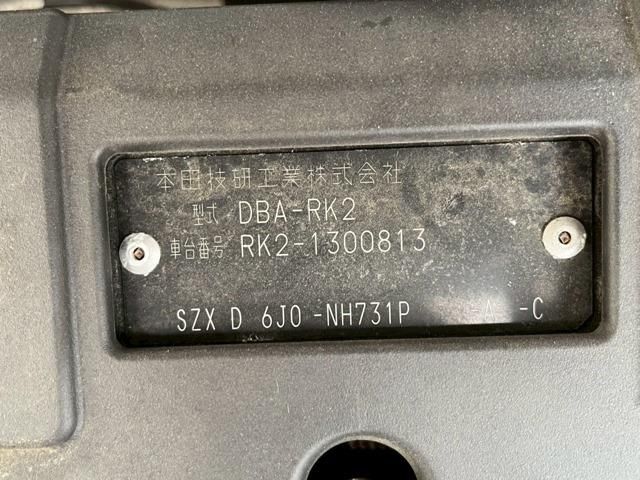 本田技研工業株式会社
型式 DBA-RK2
車台番号 RK2-1300813
SZX D 6J0 -NH731P -A -C